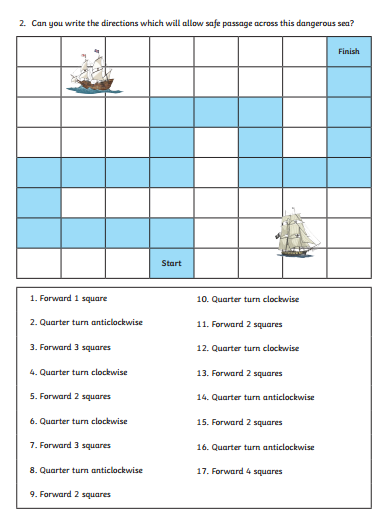 2. Can you write the directions which will allow safe passage across this dangerous sea?
Finish
Start
1. Forward 1 square
2. Quarter turn anticlockwise
3. Forward 3 squares
4. Quarter turn clockwise
5. Forward 2 squares
6. Quarter turn clockwise
7. Forward 3 squares
8. Quarter turn anticlockwise
9. Forward 2 squares
10. Quarter turn clockwise
11. Forward 2 squares
12. Quarter turn clockwise
13. Forward 2 squares
14. Quarter turn anticlockwise
15. Forward 2 squares
16. Quarter turn anticlockwise
17. Forward 4 squares